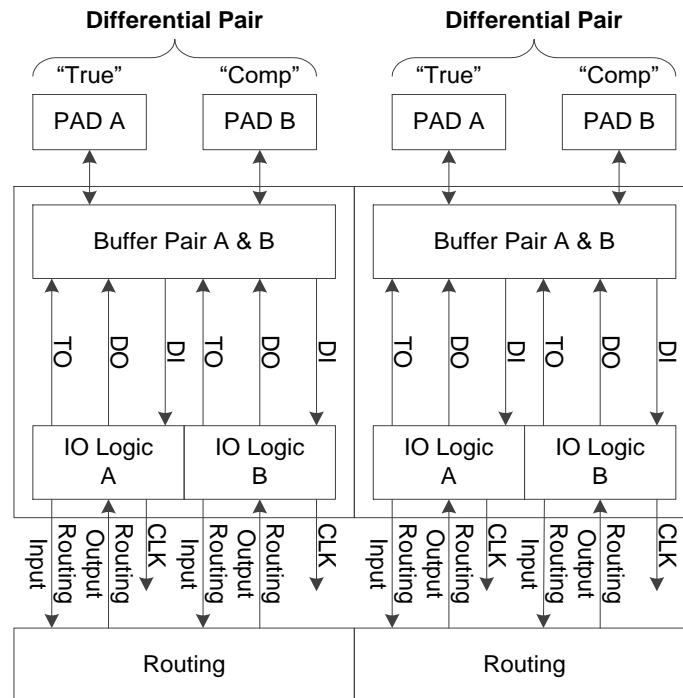 Differential Pair
Differential Pair
“True”
“Comp”
“True”
“Comp”
PAD A
PAD B
PAD A
PAD B
Buffer Pair A & B
Buffer Pair A & B
TO
DO
DI
TO
DO
DI
TO
DO
DI
TO
DO
DI
IO Logic
A
IO Logic
B
IO Logic
A
IO Logic
B
Routing
Input
Routing
Output
CLK
Routing
Input
Routing
Output
CLK
Routing
Input
Routing
Output
CLK
Routing
Input
Routing
Output
CLK
Routing
Routing